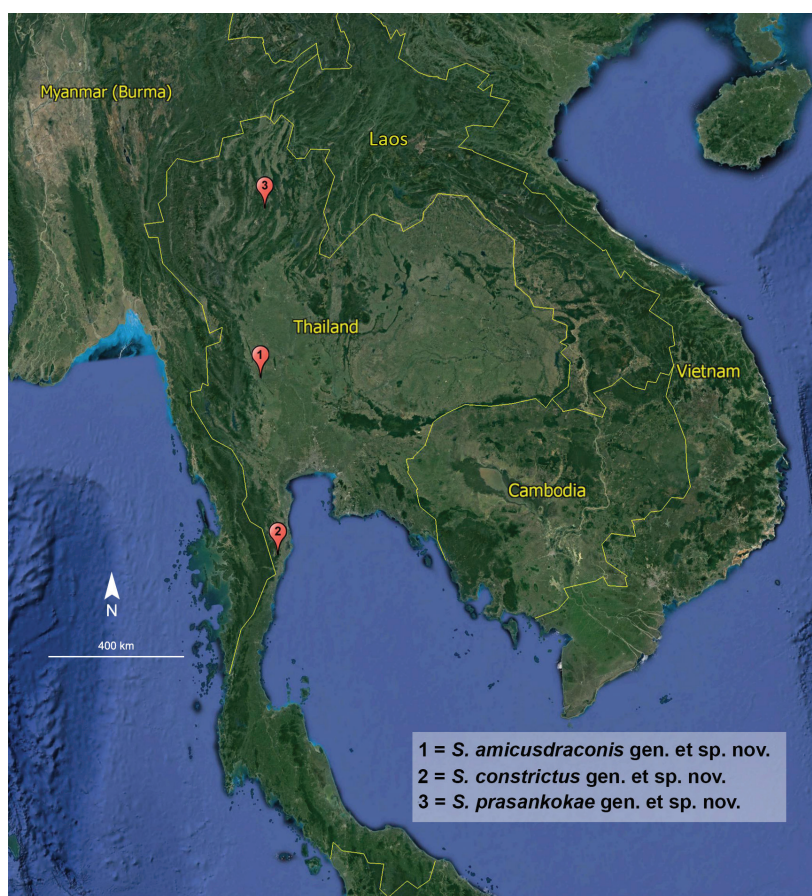 Myanmar (Burma)
Laos
3
Thailand
1
Vietnam
Cambodia
2
N
400 km
1 = S. amicusdraconis gen. et sp. nov.
2 = S. constrictus gen. et sp. nov.
3 = S. prasankokae gen. et sp. nov.